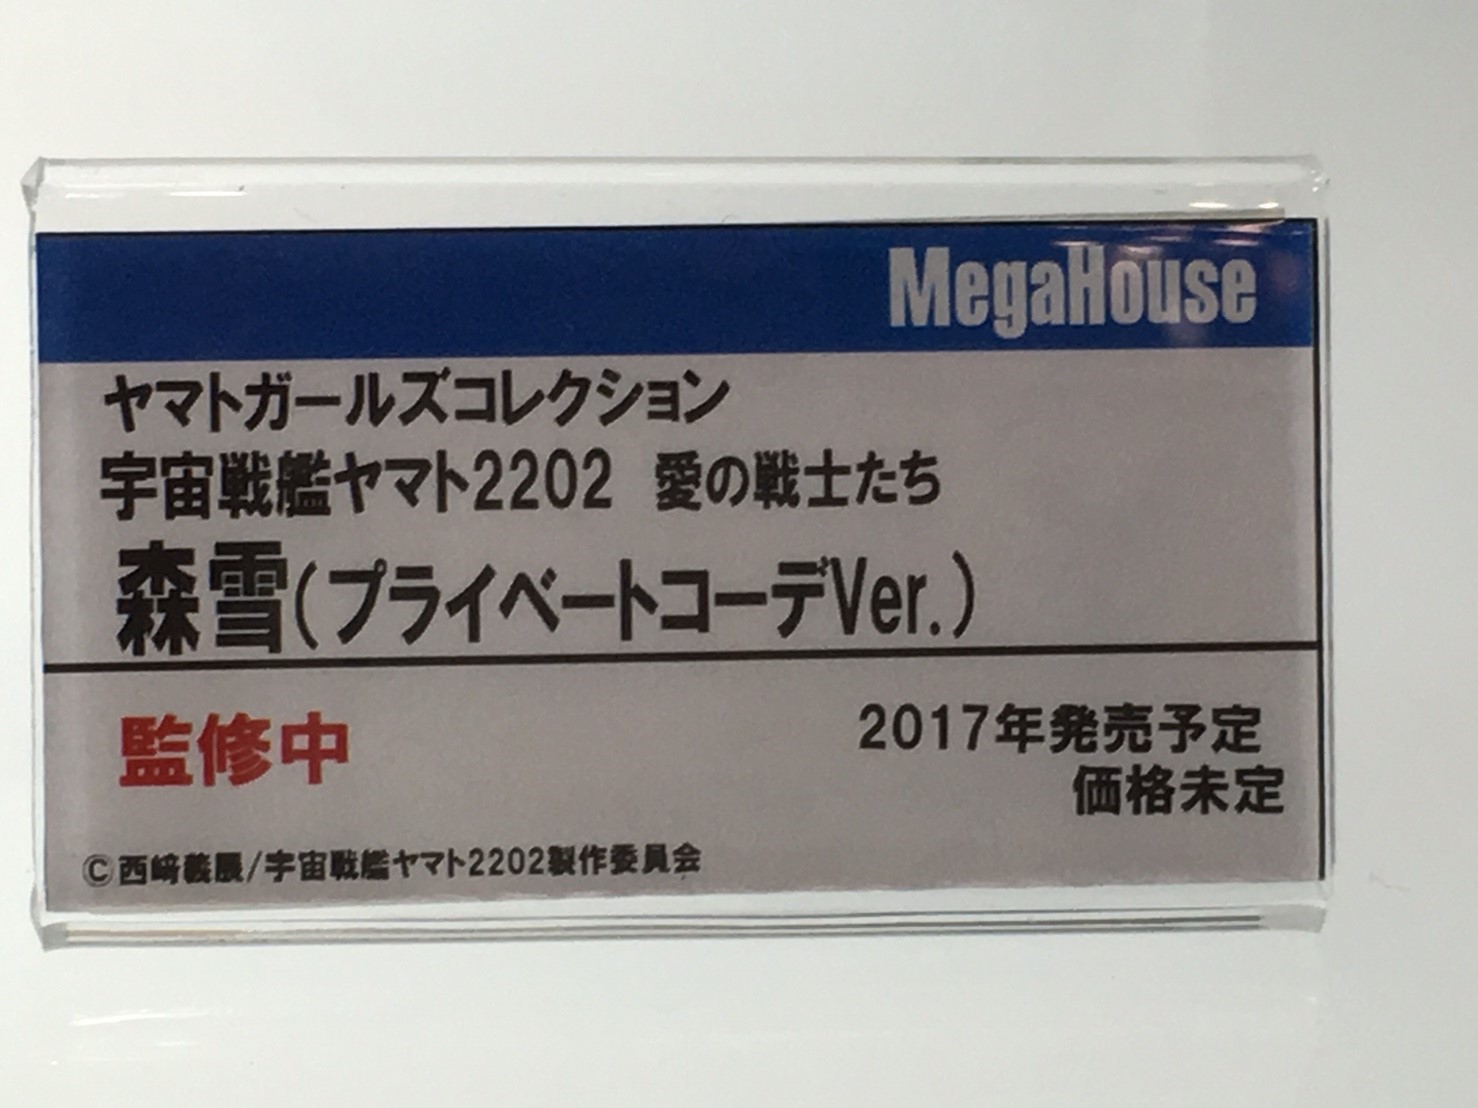 MegaHouse
ヤマトガールズコレクション
宇宙戦艦ヤマト2202 愛の戦士たち
森雪(プライベートコーデVer.)
監修中
2017年発売予定
価格未定
©西﨑義展/宇宙戦艦ヤマト2202製作委員会